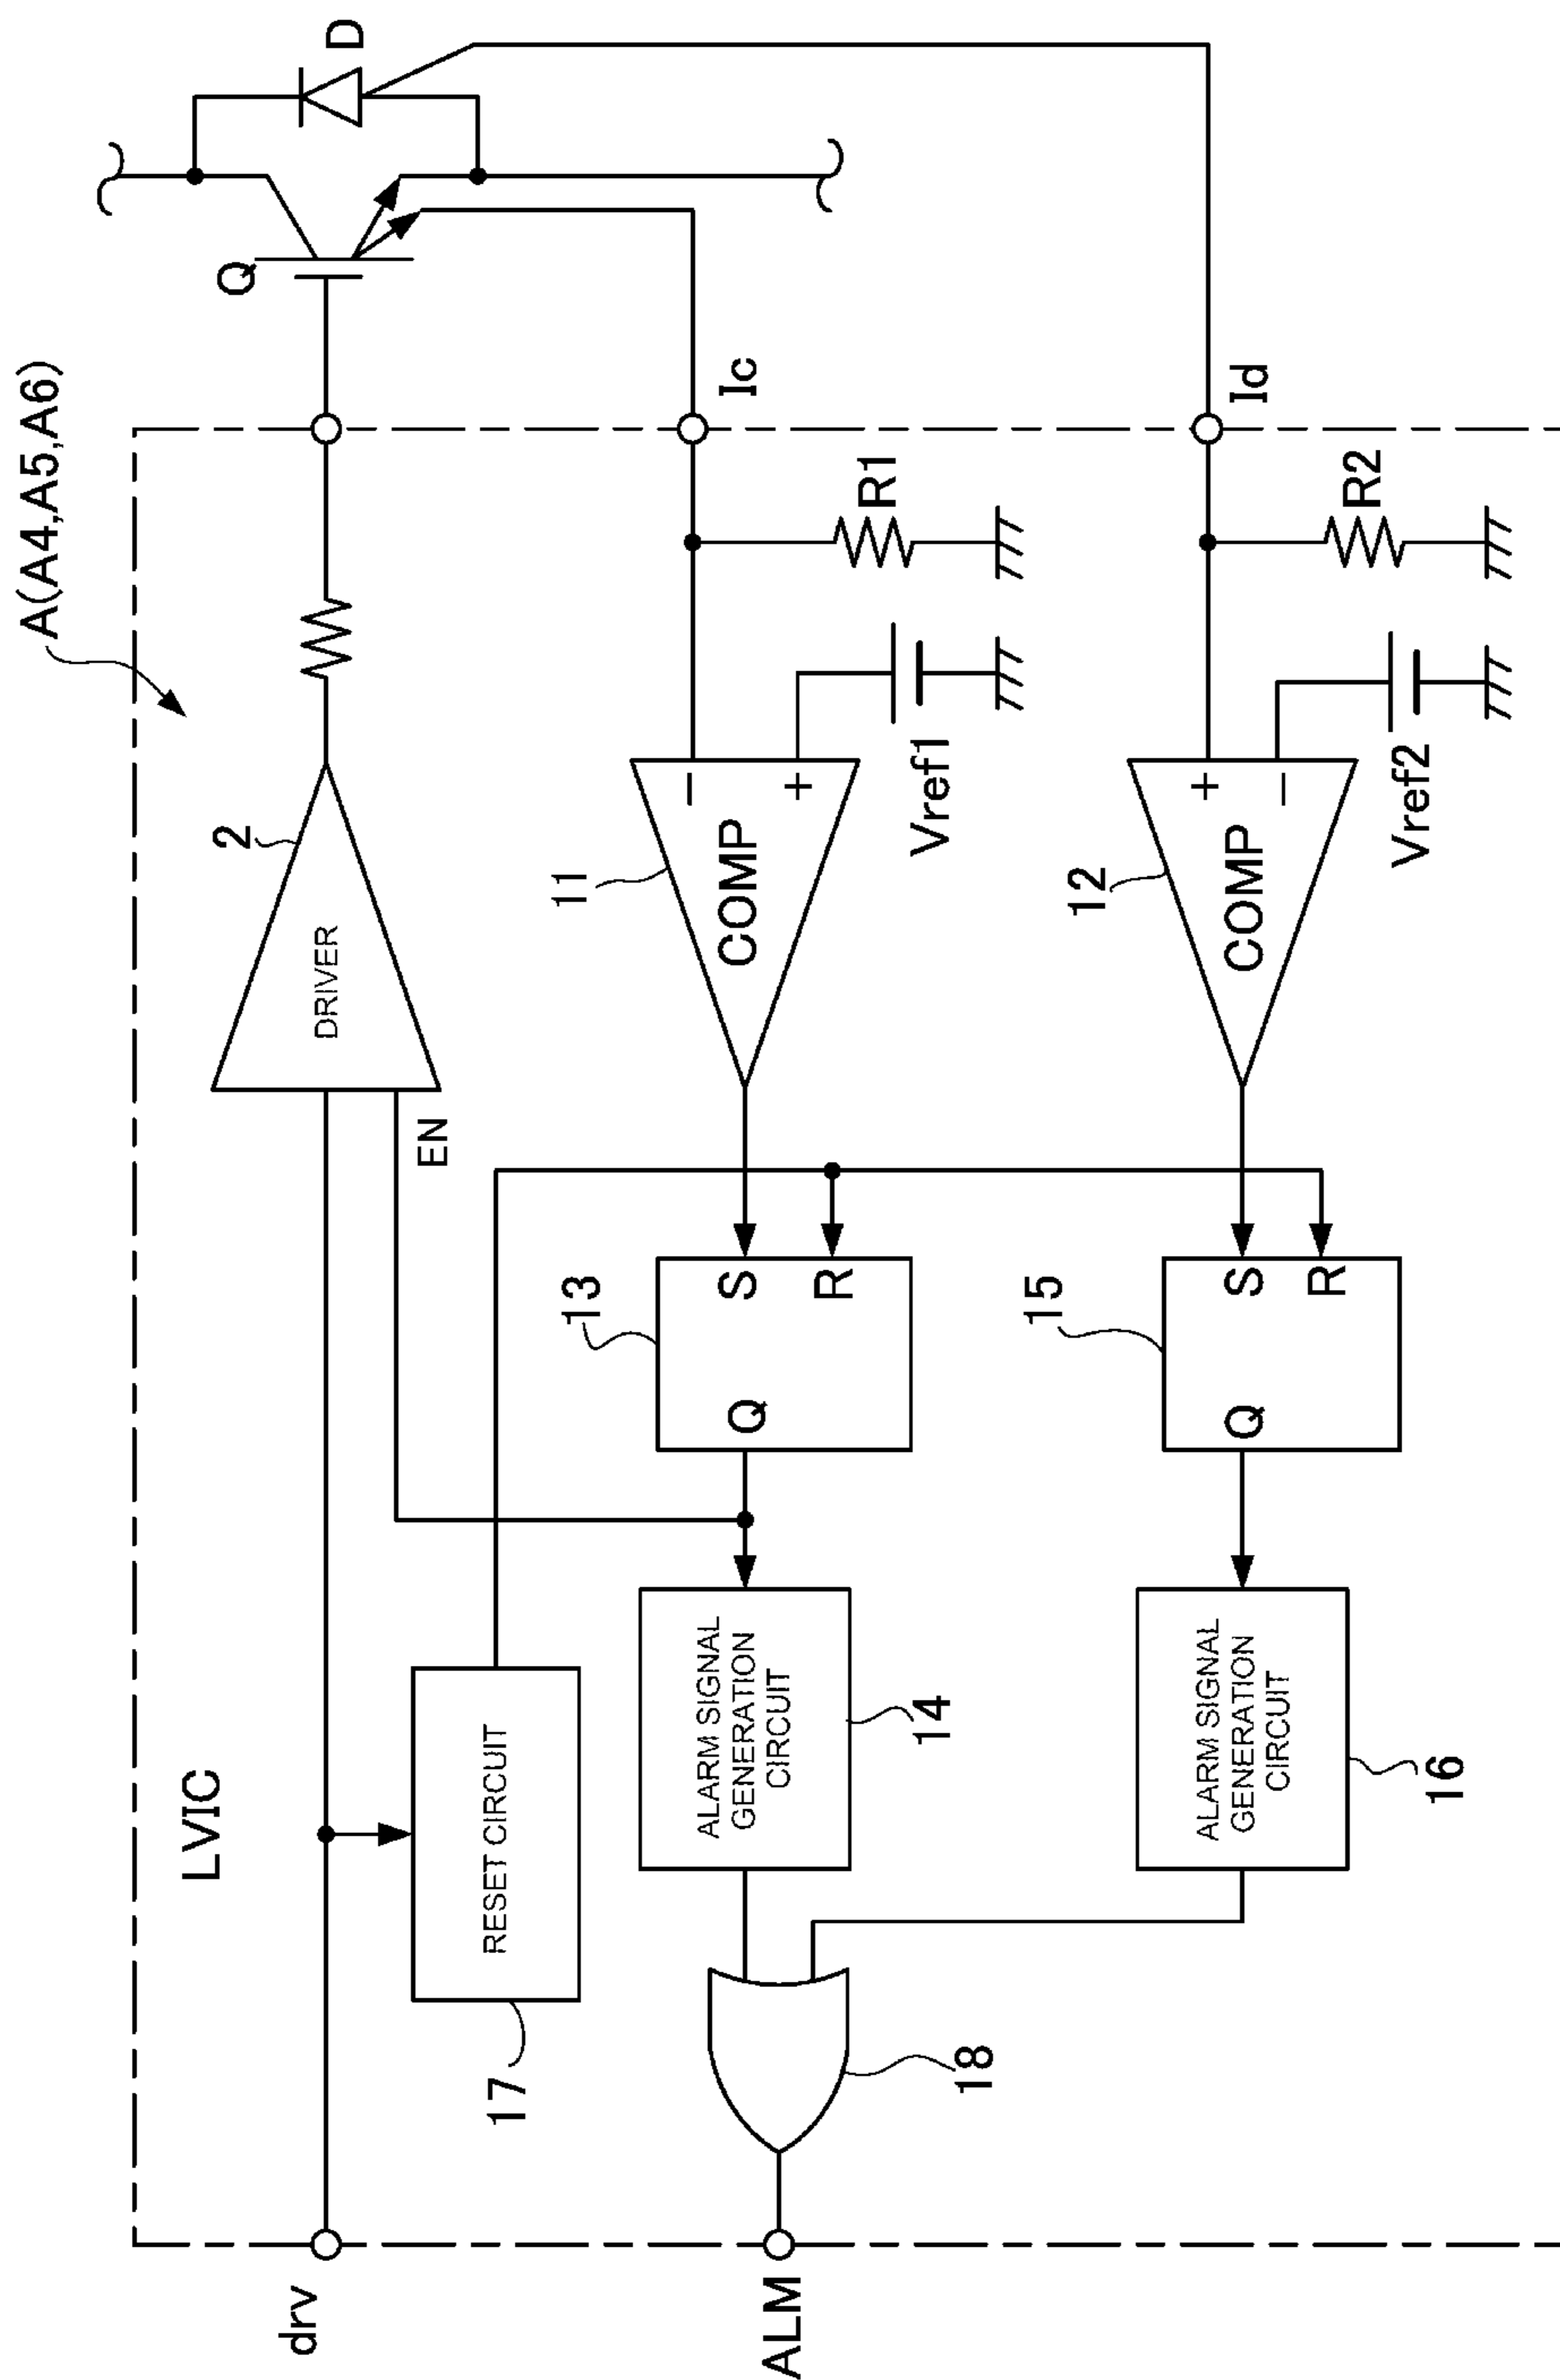 A(A4,A5,A6)
LVIC
drv
2
DRIVER
EN
Q
D
17
RESET CIRCUIT
ALM
18
14
ALARM SIGNAL
GENERATION
CIRCUIT
13
Q
S
R
11
COMP
−
+
Vref1
R1
Ic
16
ALARM SIGNAL
GENERATION
CIRCUIT
15
Q
S
R
12
COMP
+
−
Vref2
R2
Id